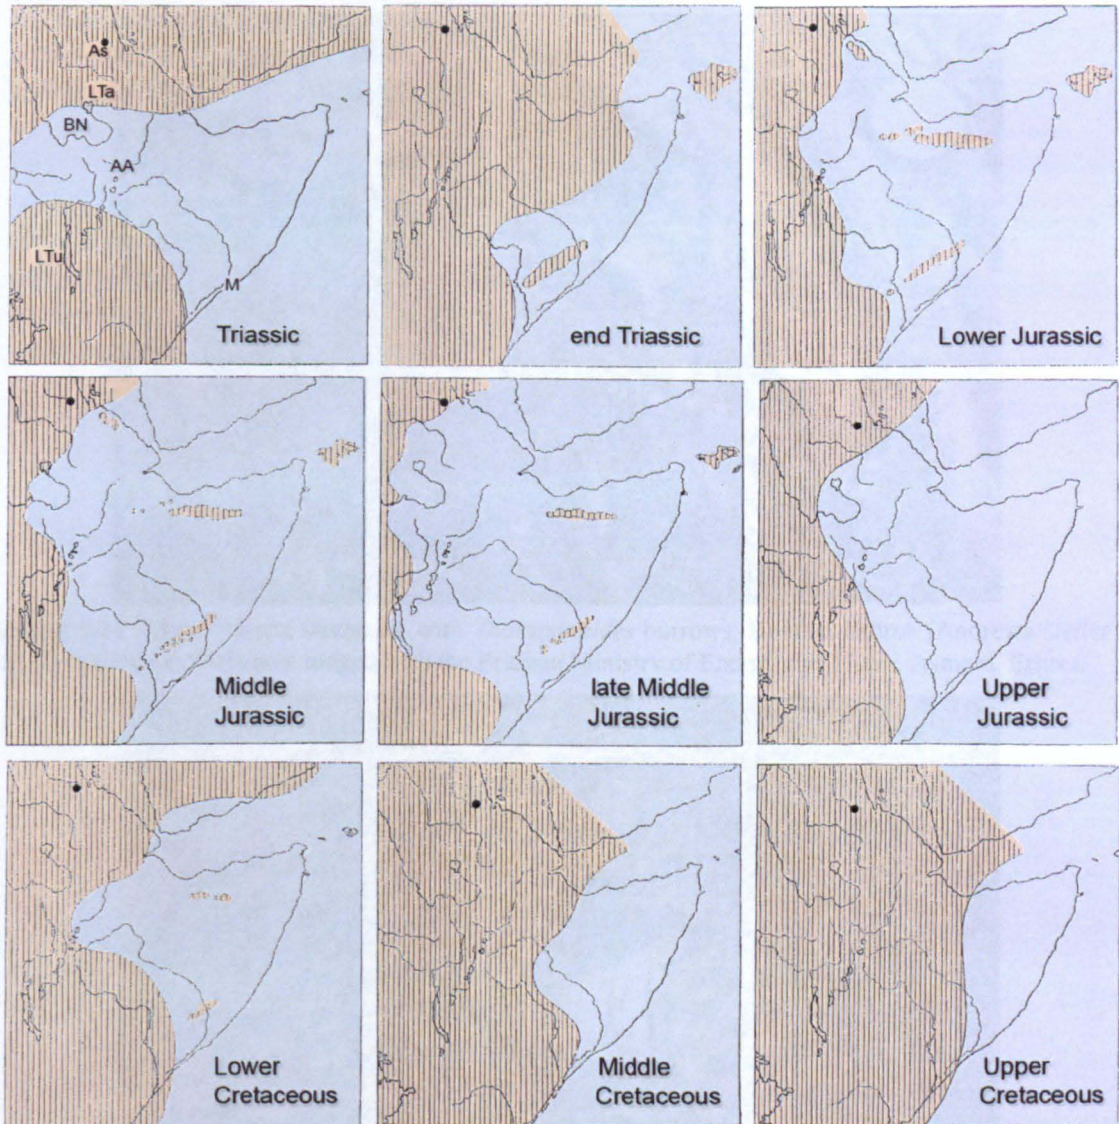 As
LTa
BN
AA
LTu
M
Triassic
end Triassic
Lower Jurassic
Middle
Jurassic
late Middle
Jurassic
Upper
Jurassic
Lower
Cretaceous
Middle
Cretaceous
Upper
Cretaceous